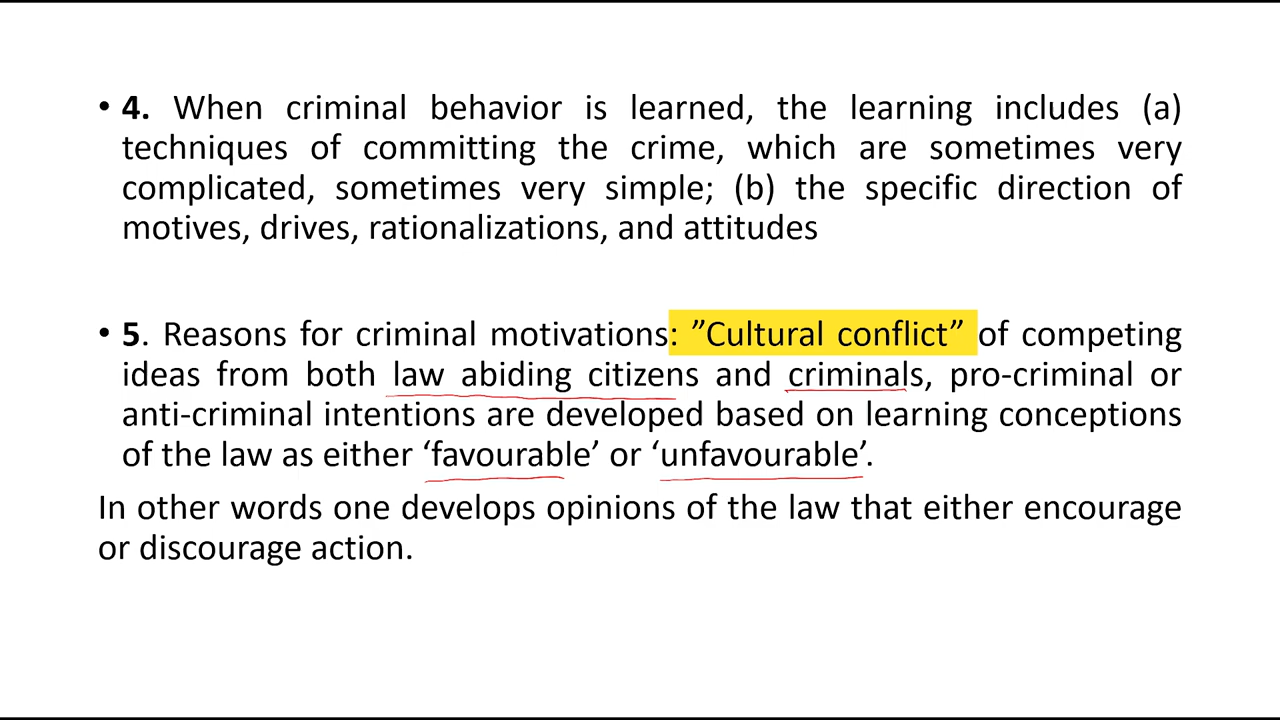 • 4. When criminal behavior is learned, the learning includes (a)
techniques of committing the crime, which are sometimes very
complicated, sometimes very simple; (b) the specific direction of
motives, drives, rationalizations, and attitudes
• 5. Reasons for criminal motivations: ”Cultural conflict” of competing
ideas from both law abiding citizens and criminals, pro-criminal or
anti-criminal intentions are developed based on learning conceptions
of the law as either ‘favourable’ or ‘unfavourable’.
In other words one develops opinions of the law that either encourage
or discourage action.